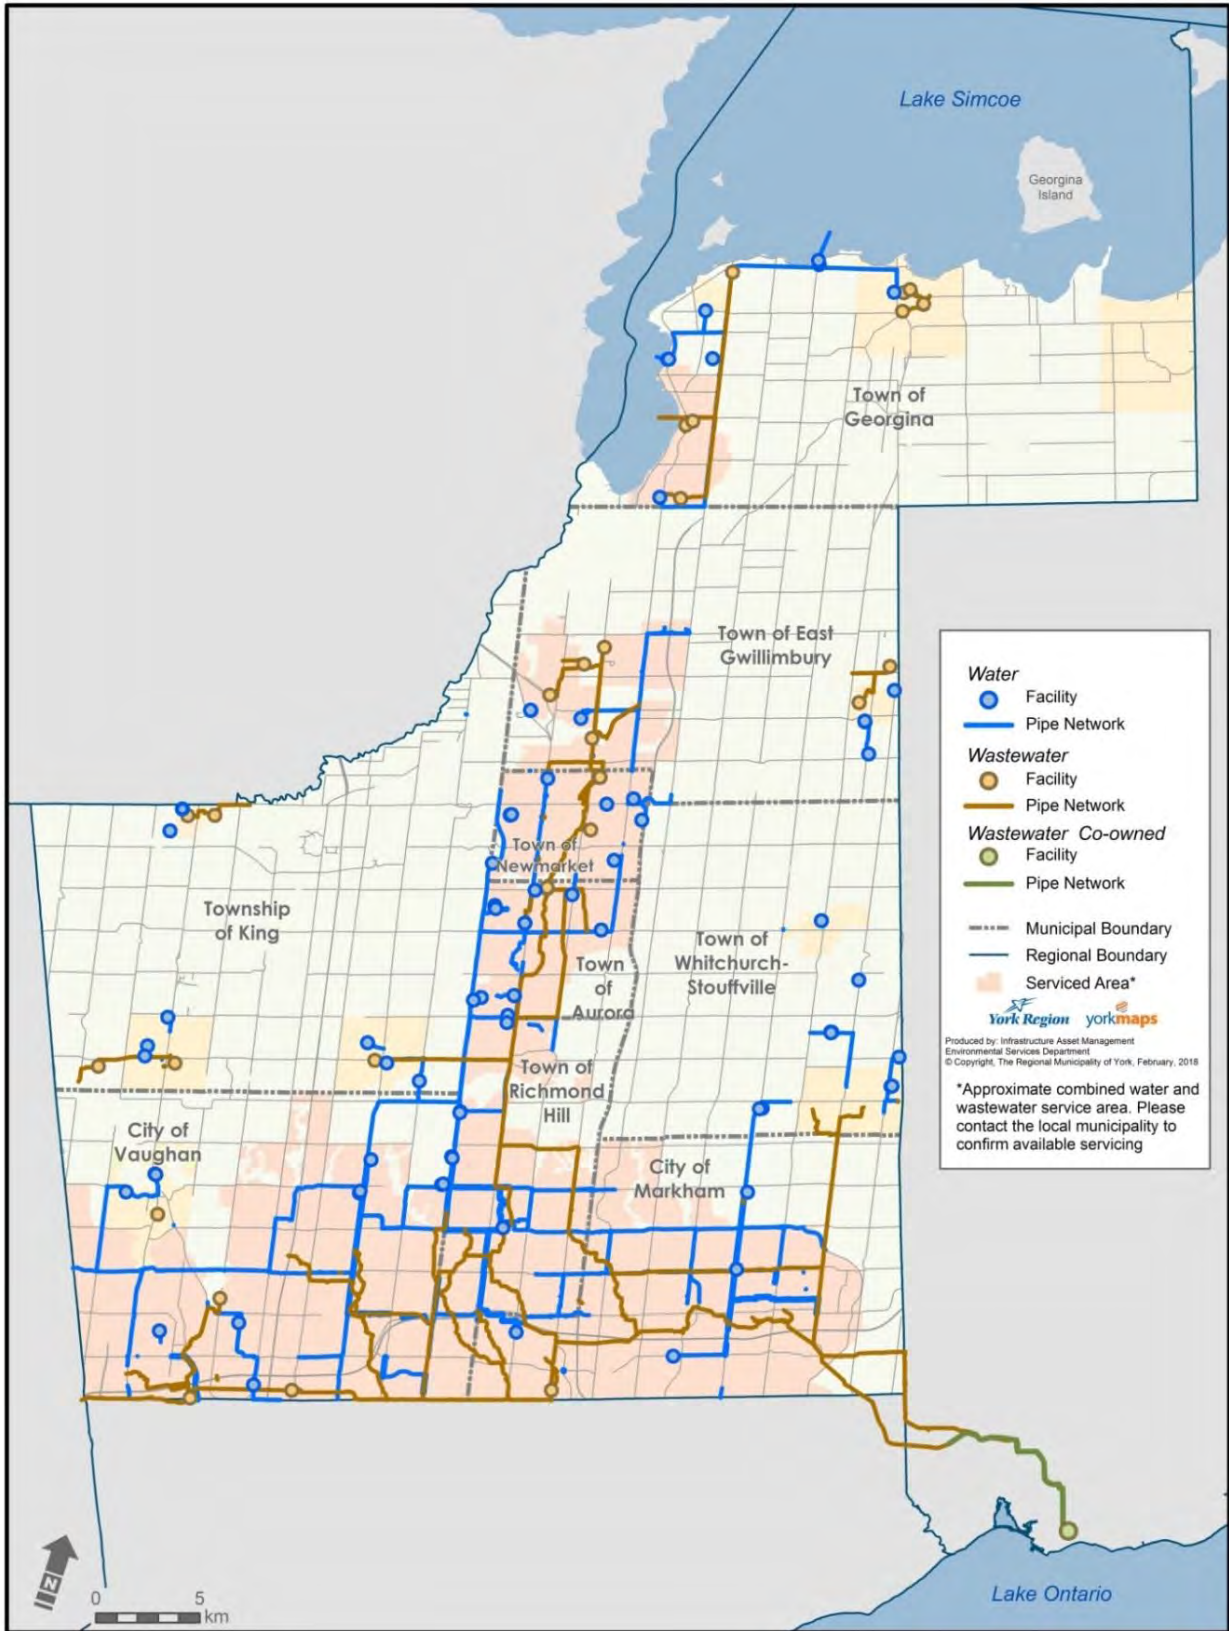 Lake Simcoe
Georgina
Island
Town of
Georgina
Town of East
Gwillimbury
Town of
Newmarket
Township
of King
Town of
Whitchurch-
Stouffville
Town
of
Aurora
Town of
Richmond
Hill
City of
Vaughan
City of
Markham
Water
Facility
Pipe Network
Wastewater
Facility
Pipe Network
Wastewater Co-owned
Facility
Pipe Network
Municipal Boundary
Regional Boundary
Serviced Area*
York Region yorkmaps
Produced by: Infrastructure Asset Management
Environmental Services Department
© Copyright, The Regional Municipality of York, February, 2018
*Approximate combined water and
wastewater service area. Please
contact the local municipality to
confirm available servicing
N
0 5
km
Lake Ontario